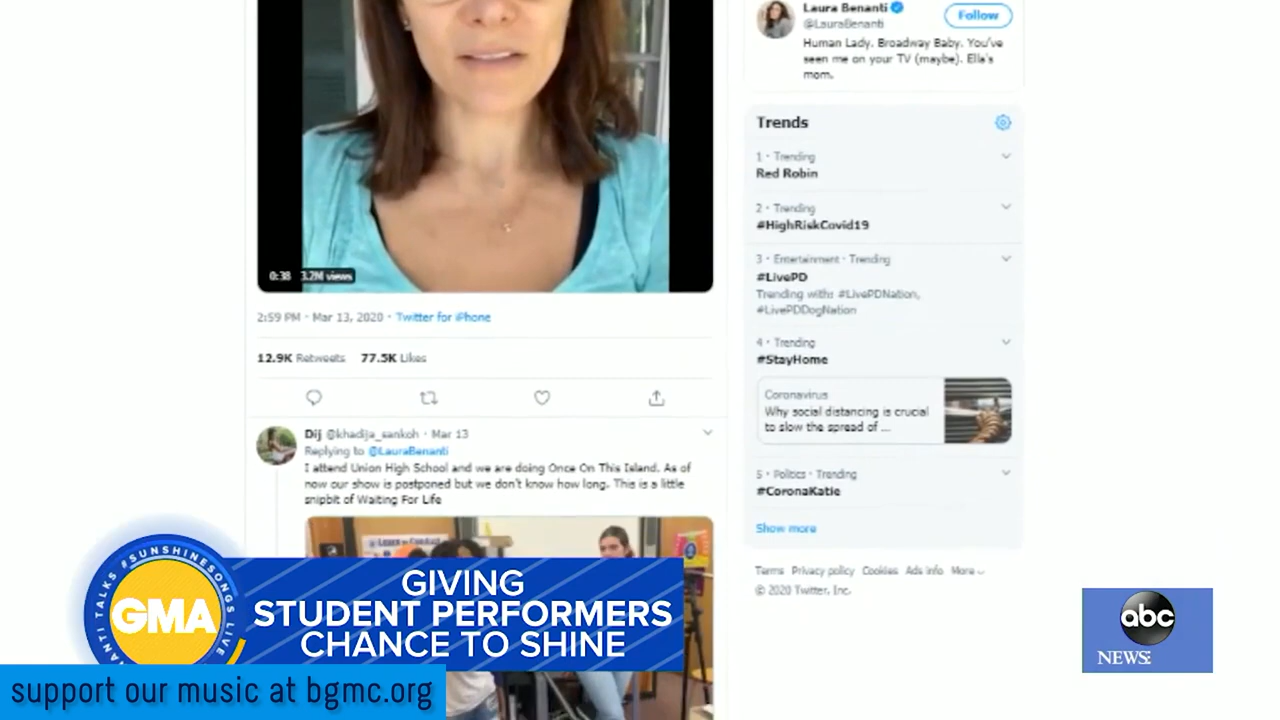 Laura Benanti
@LauraBenanti
Follow
Human Lady. Broadway Baby. You've
seen me on your TV (maybe). Ella's
mom.
Trends
1 · Trending
Red Robin
2 · Trending
#HighRiskCovid19
3 · Entertainment · Trending
#LivePD
Trending with: #LivePDNation,
#LivePDDogNation
4 · Trending
#StayHome
Coronavirus
Why social distancing is crucial
to slow the spread of ...
5 · Politics · Trending
#CoronaKatie
Show more
Terms Privacy policy Cookies Ads info More
© 2020 Twitter, Inc.
0:38 3.2M views
2:59 PM · Mar 13, 2020 · Twitter for iPhone
12.9K Retweets 77.5K Likes
Dij @khadija_sankoh · Mar 13
Replying to @LauraBenanti
I attend Union High School and we are doing Once On This Island. As of
now our show is postponed but we don't know how long. This is a little
snipbit of Waiting For Life
NANTI TALKS #SUNSHINESONGS LIVE
GMA
GIVING
STUDENT PERFORMERS
CHANCE TO SHINE
abc
NEWS
support our music at bgmc.org